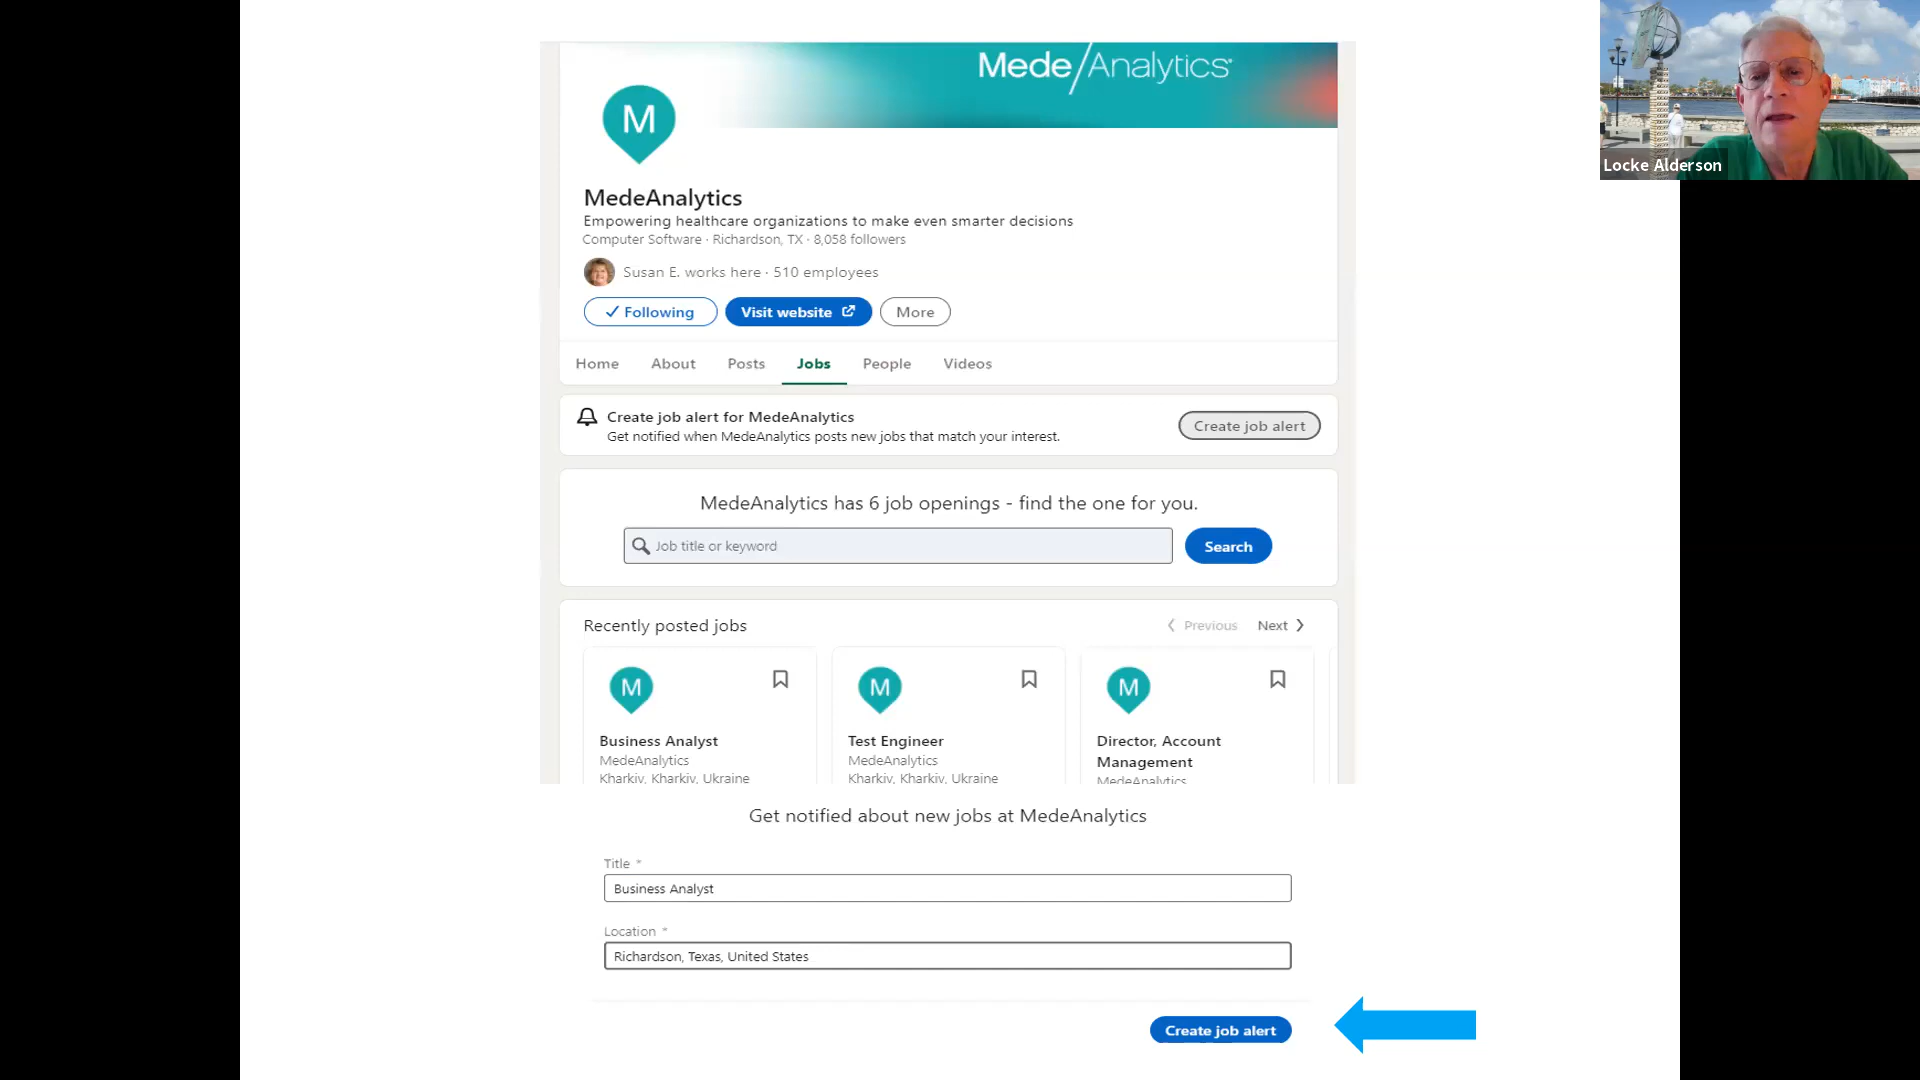 Mede/Analytics
M
MedeAnalytics
Empowering healthcare organizations to make even smarter decisions
Computer Software · Richardson, TX · 8,058 followers
Susan E. works here · 510 employees
Following
Visit website
More
Home
About
Posts
Jobs
People
Videos
Create job alert for MedeAnalytics
Get notified when MedeAnalytics posts new jobs that match your interest.
Create job alert
MedeAnalytics has 6 job openings - find the one for you.
Job title or keyword
Search
Recently posted jobs
Previous
Next
M
Business Analyst
MedeAnalytics
Kharkiv, Kharkiv, Ukraine
M
Test Engineer
MedeAnalytics
Kharkiv, Kharkiv, Ukraine
M
Director, Account
Management
MedeAnalytics
Get notified about new jobs at MedeAnalytics
Title *
Business Analyst
Location *
Richardson, Texas, United States
Create job alert
Locke Alderson